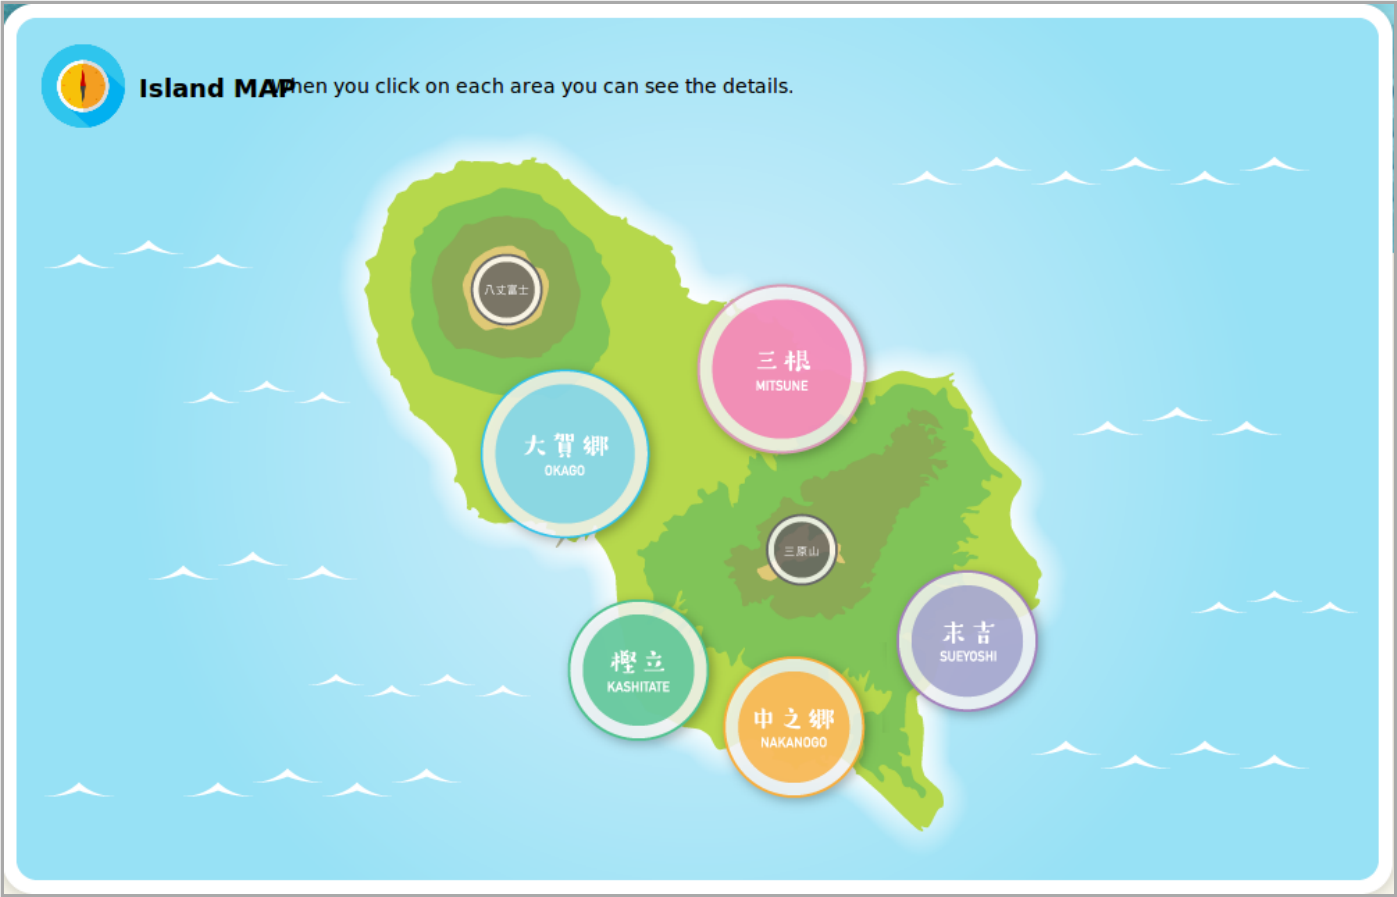 Island MAP
When you click on each area you can see the details.
八丈富士
三根
MITSUNE
大賀郷
OKAGO
三原山
末吉
SUEYOSHI
樫立
KASHITATE
中之郷
NAKANOGO